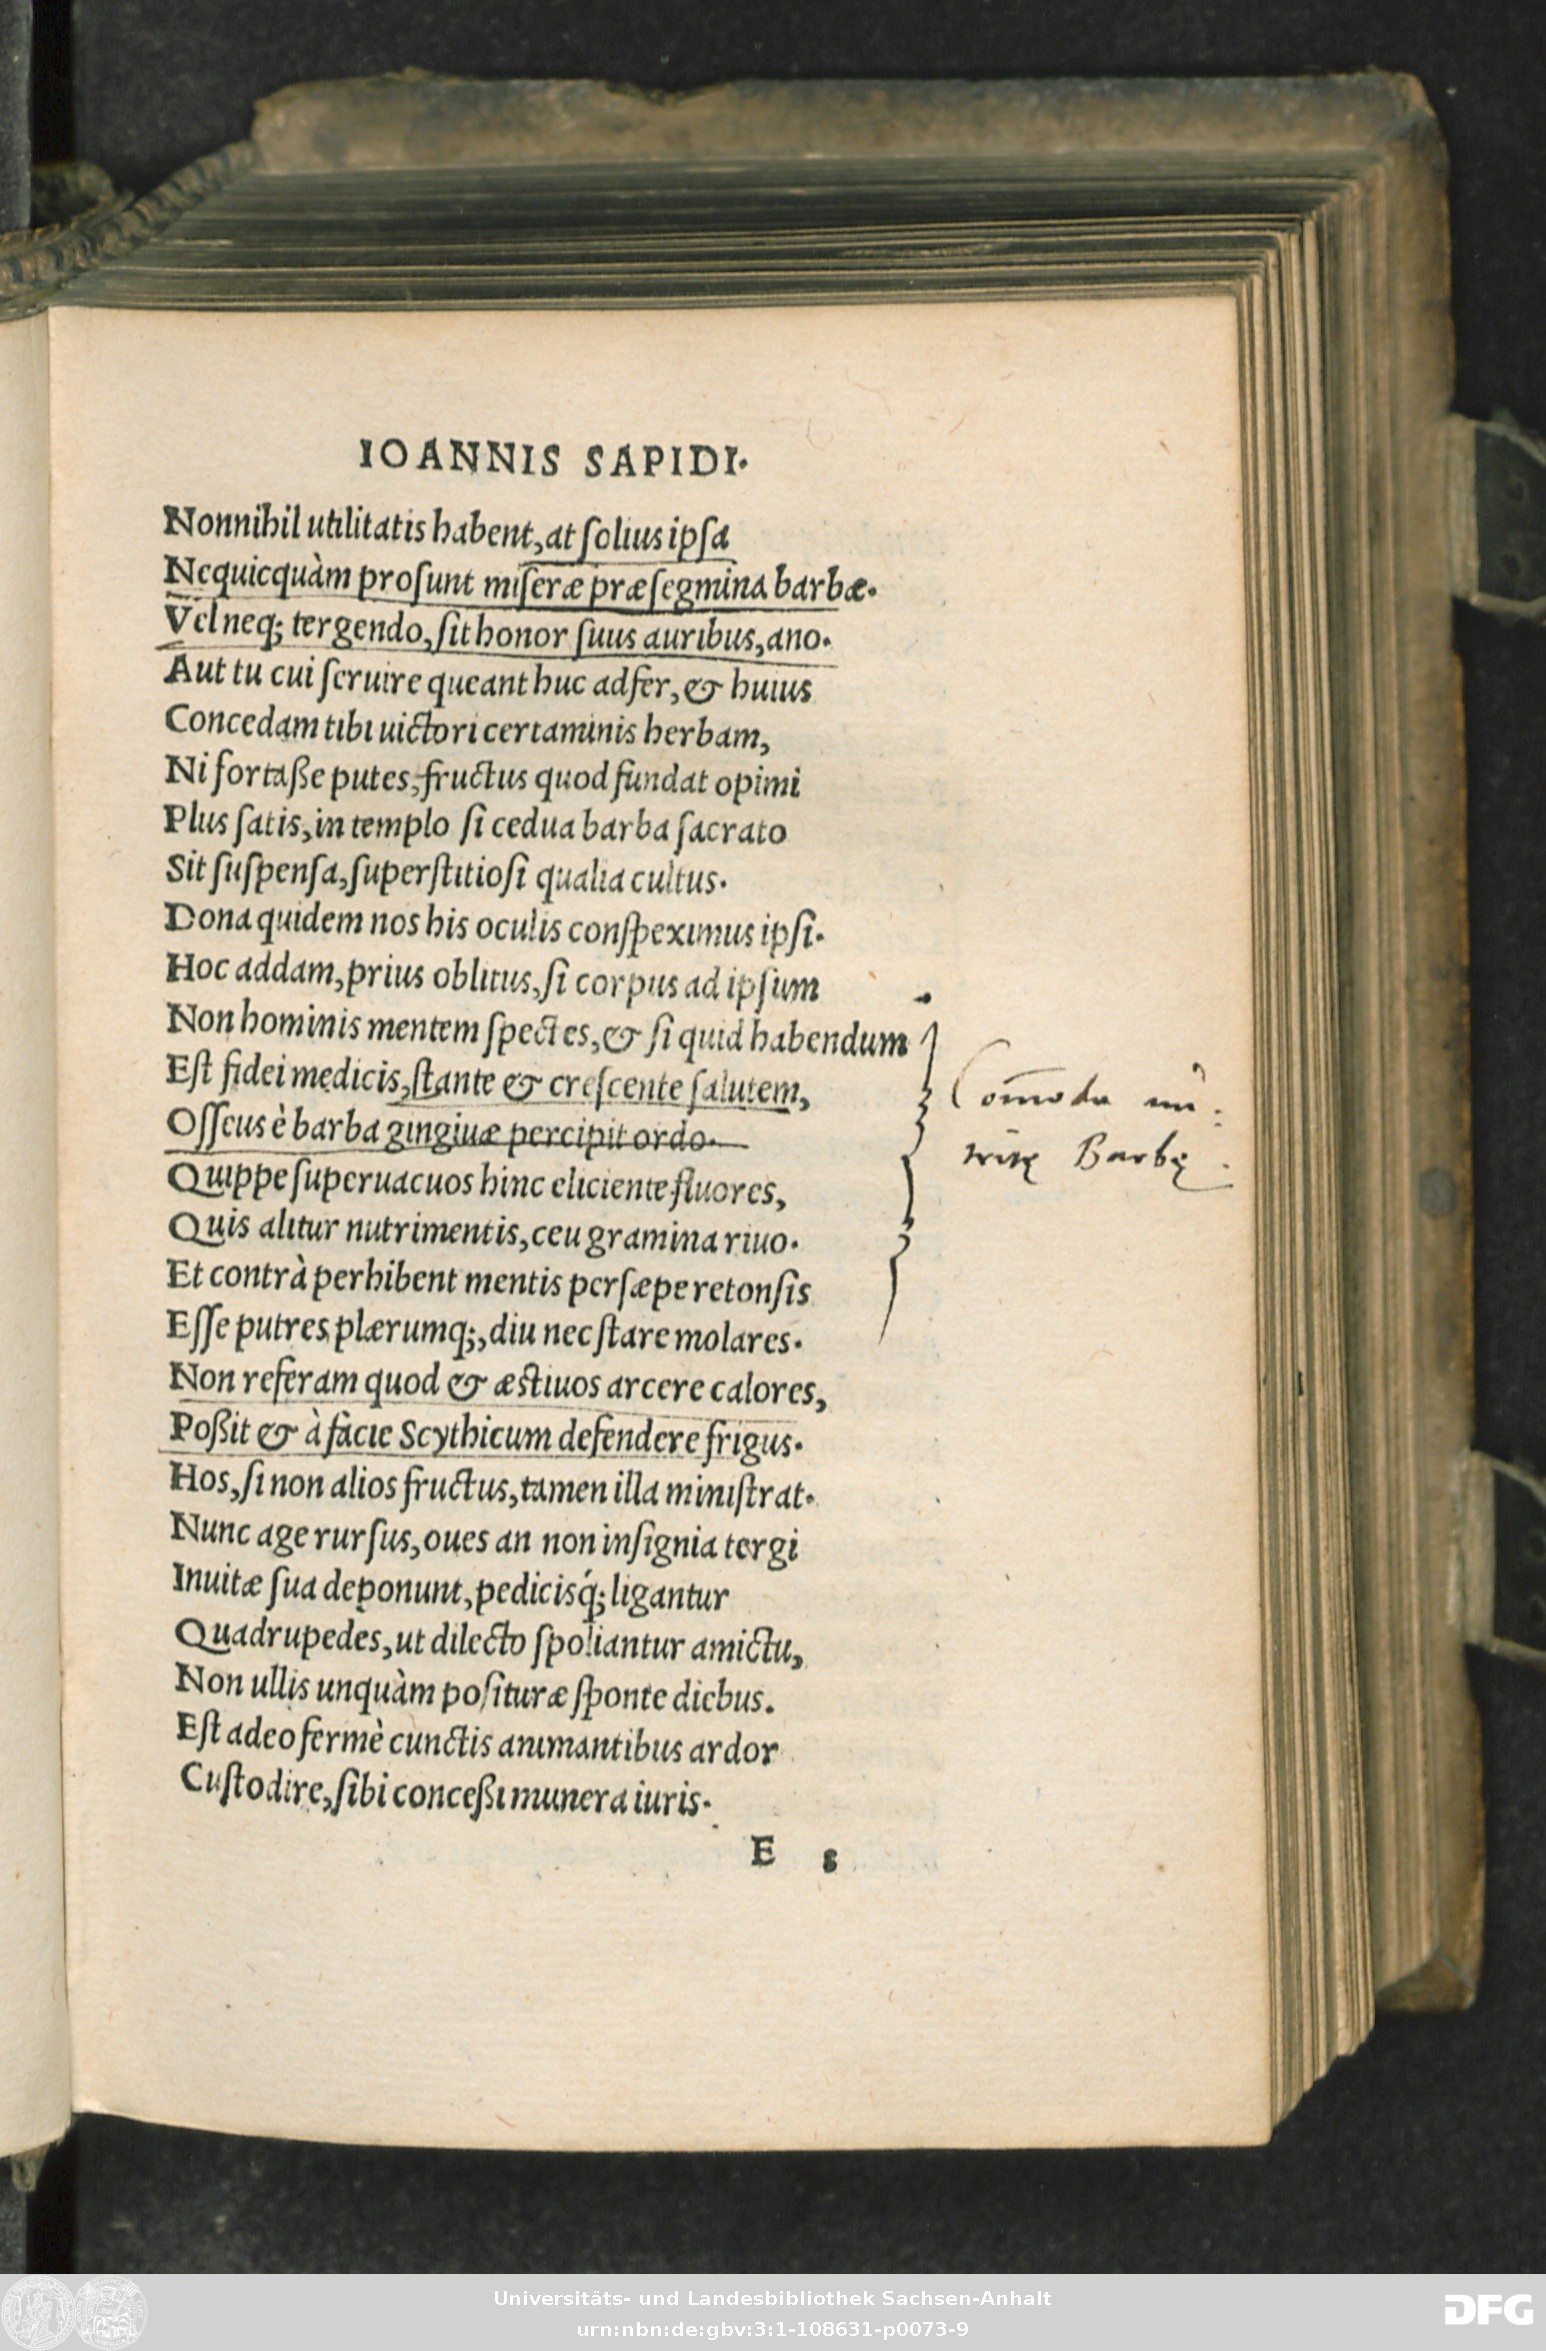 IOANNIS SAPIDI.
Nonnihil utilitatis habent, at ſolius ipſa
Nequicquàm proſunt miſeræ præſegmina barbæ.
Vel neq; tergendo, ſit honor ſuus auribus, ano.
Aut tu cui ſeruire queant huc adfer, & huius
Concedam tibi uictori certaminis herbam,
Ni fortaße putes, fructus quod fundat opimi
Plus ſatis, in templo ſi cedua barba ſacrato
Sit ſuſpenſa, ſuperſtitioſi qualia cultus.
Dona quidem nos his oculis conſpeximus ipſi.
Hoc addam, prius oblitus, ſi corpus ad ipſum
Non hominis mentem ſpectes, & ſi quid habendum
Eſt fidei medicis, ſtante & creſcente ſalutem,
Oſſeus è barba gingiuæ percipit ordo.
Quippe ſuperuacuos hinc eliciente fluores,
Quis alitur nutrimentis, ceu gramina riuo.
Et contrà perhibent mentis perſæpe retonſis
Eſſe putres plærumq;, diu nec ſtare molares.
Non referam quod & æſtiuos arcere calores,
Poßit & à facie Scythicum defendere frigus.
Hos, ſi non alios fructus, tamen illa miniſtrat.
Nunc age rurſus, oues an non inſignia tergi
Inuitæ ſua deponunt, pedicisq́; ligantur
Quadrupedes, ut dilecto ſpoliantur amictu,
Non ullis unquàm poſituræ ſponte diebus.
Eſt adeo fermè cunctis animantibus ardor
Cuſtodire, ſibi conceßi munera iuris.
E
Com̄oda
Barbę
Universitäts- und Landesbibliothek Sachsen-Anhalt
urn:nbn:de:gbv:3:1-108631-p0073-9
DFG